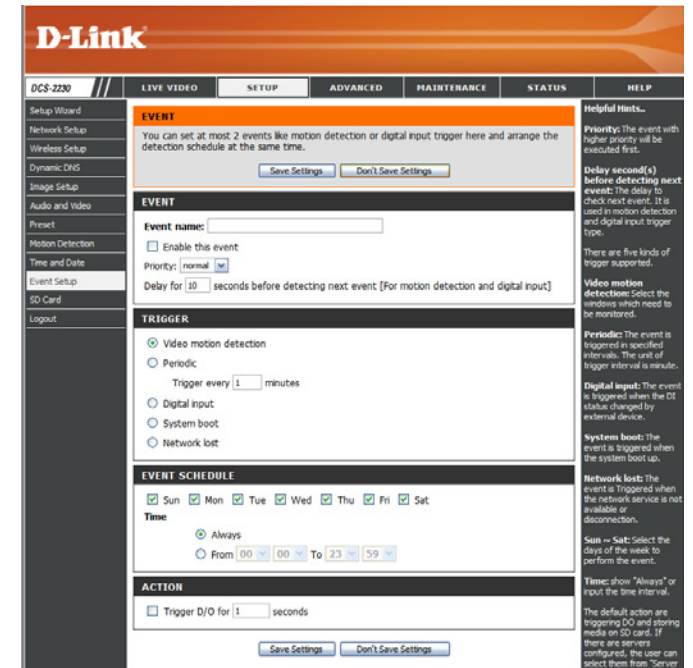 D-Link
DCS-2230
LIVE VIDEO
SETUP
ADVANCED
MAINTENANCE
STATUS
HELP
Setup Wizard
Network Setup
Wireless Setup
Dynamic DNS
Image Setup
Audio and Video
Preset
Motion Detection
Time and Date
Event Setup
SD Card
Logout
EVENT
You can set at most 2 events like motion detection or digital input trigger here and arrange the
detection schedule at the same time.
Save Settings Don't Save Settings
EVENT
Event name:
Enable this event
Priority: normal
Delay for 10 seconds before detecting next event [For motion detection and digital input]
TRIGGER
Video motion detection
Periodic
Trigger every 1 minutes
Digital input
System boot
Network lost
EVENT SCHEDULE
Sun Mon Tue Wed Thu Fri Sat
Time
Always
From 00 00 To 23 59
ACTION
Trigger D/O for 1 seconds
Save Settings Don't Save Settings
Helpful Hints..
Priority: The event with
higher priority will be
executed first.
Delay second(s)
before detecting next
event: The delay to
check next event. It is
used in motion detection
and digital input trigger
type.
There are five kinds of
trigger supported.
Video motion
detection: Select the
windows which need to
be monitored.
Periodic: The event is
triggered in specified
intervals. The unit of
trigger interval is minute.
Digital input: The event
is triggered when the DI
status changed by
external device.
System boot: The
event is triggered when
the system boot up.
Network lost: The
event is Triggered when
the network service is not
available or
disconnection.
Sun ~ Sat: Select the
days of the week to
perform the event.
Time: show "Always" or
input the time interval.
The default action are
triggering DO and storing
media on SD card. If
there are servers
configured, the user can
select them from "Server